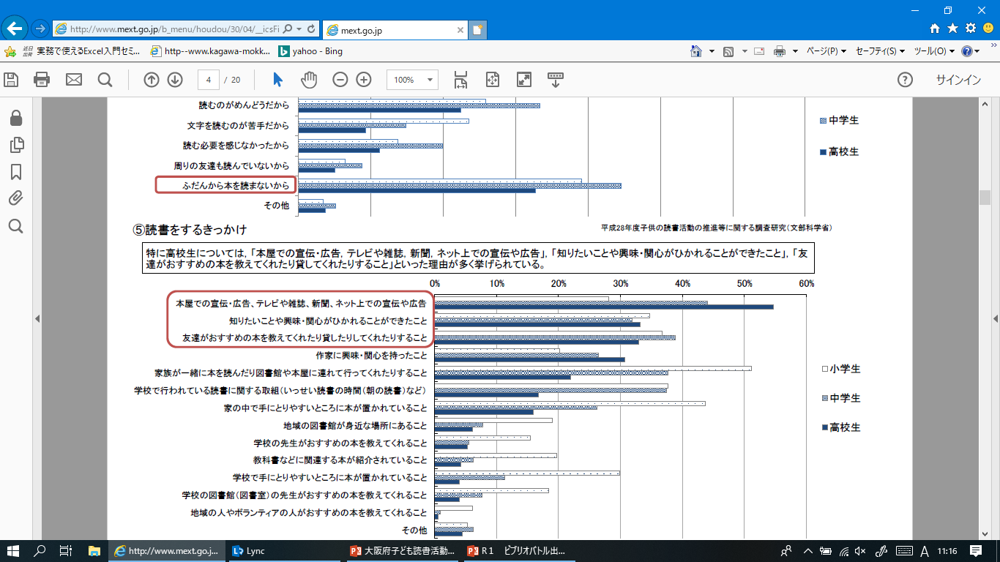 http://www.mext.go.jp/b_menu/houdou/30/04/__icsFi
mext.go.jp
近日
出荷
実務で使えるExcel入門セミ...
http--www.kagawa-mokk...
yahoo - Bing
ページ(P)
セーフティ(S)
ツール(O)
4 / 20
100%
サインイン
読むのがめんどうだから
文字を読むのが苦手だから
読む必要を感じなかったから
周りの友達も読んでいないから
ふだんから本を読まないから
その他
中学生
高校生
⑤読書をするきっかけ
平成28年度子供の読書活動の推進等に関する調査研究(文部科学省)
特に高校生については,「本屋での宣伝・広告,テレビや雑誌,新聞,ネット上での宣伝や広告」,「知りたいことや興味・関心がひかれることができたこと」,「友
達がおすすめの本を教えてくれたり貸してくれたりすること」といった理由が多く挙げられている。
0% 10% 20% 30% 40% 50% 60%
本屋での宣伝・広告、テレビや雑誌、新聞、ネット上での宣伝や広告
知りたいことや興味・関心がひかれることができたこと
友達がおすすめの本を教えてくれたり貸したりしてくれたりすること
作家に興味・関心を持ったこと
家族が一緒に本を読んだり図書館や本屋に連れて行ってくれたりすること
学校で行われている読書に関する取組(いっせい読書の時間(朝の読書)など)
家の中で手にとりやすいところに本が置かれていること
地域の図書館が身近な場所にあること
学校の先生がおすすめの本を教えてくれること
教科書などに関連する本が紹介されていること
学校で手にとりやすいところに本が置かれていること
学校の図書館(図書室)の先生がおすすめの本を教えてくれること
地域の人やボランティアの人がおすすめの本を教えてくれること
その他
小学生
中学生
高校生
http://www.mext.go.j...
Lync
大阪府子ども読書活動...
R1 ビブリオバトル出...
A
11:16